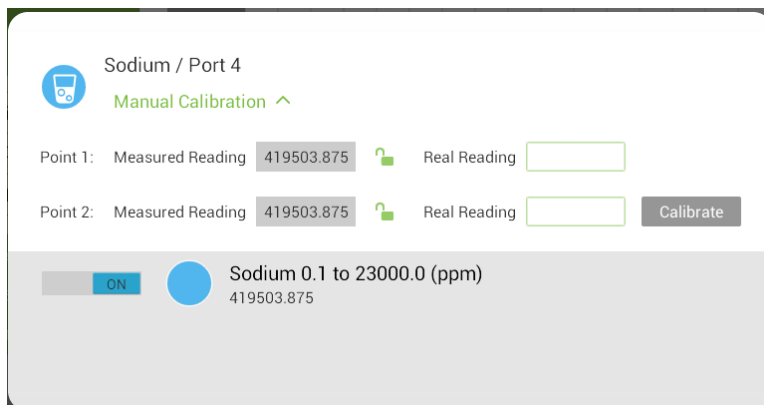 Sodium / Port 4
Manual Calibration
Point 1: Measured Reading 419503.875 Real Reading
Point 2: Measured Reading 419503.875 Real Reading Calibrate
ON Sodium 0.1 to 23000.0 (ppm)
419503.875